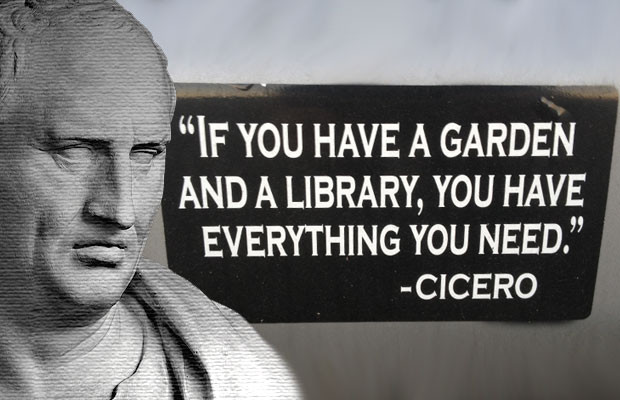 “IF YOU HAVE A GARDEN
AND A LIBRARY, YOU HAVE
EVERYTHING YOU NEED.”
-CICERO